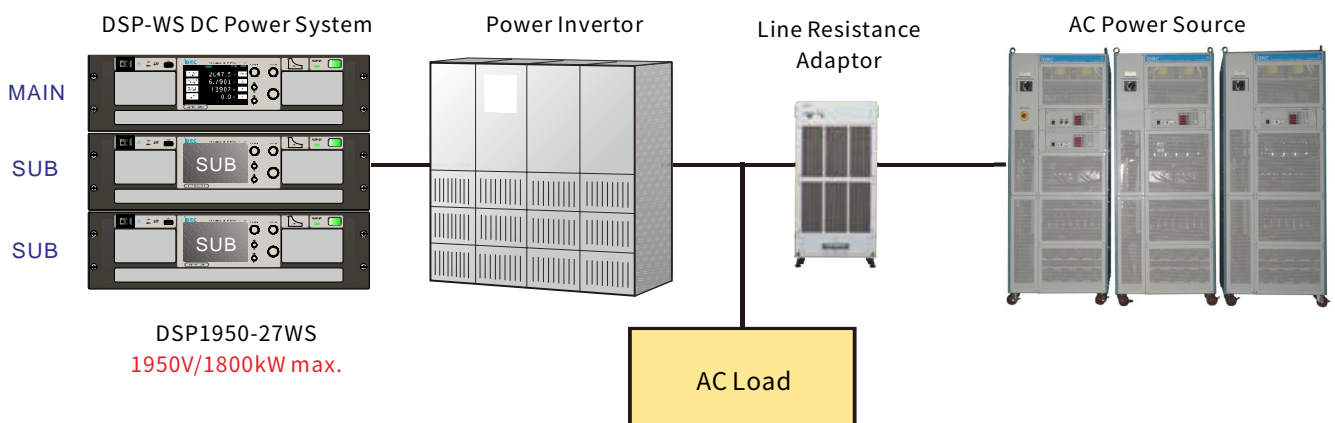 DSP-WS DC Power System
Power Invertor
Line Resistance
Adaptor
AC Power Source
MAIN
SUB
SUB
SUB
SUB
DSP1950-27WS
1950V/1800kW max.
AC Load